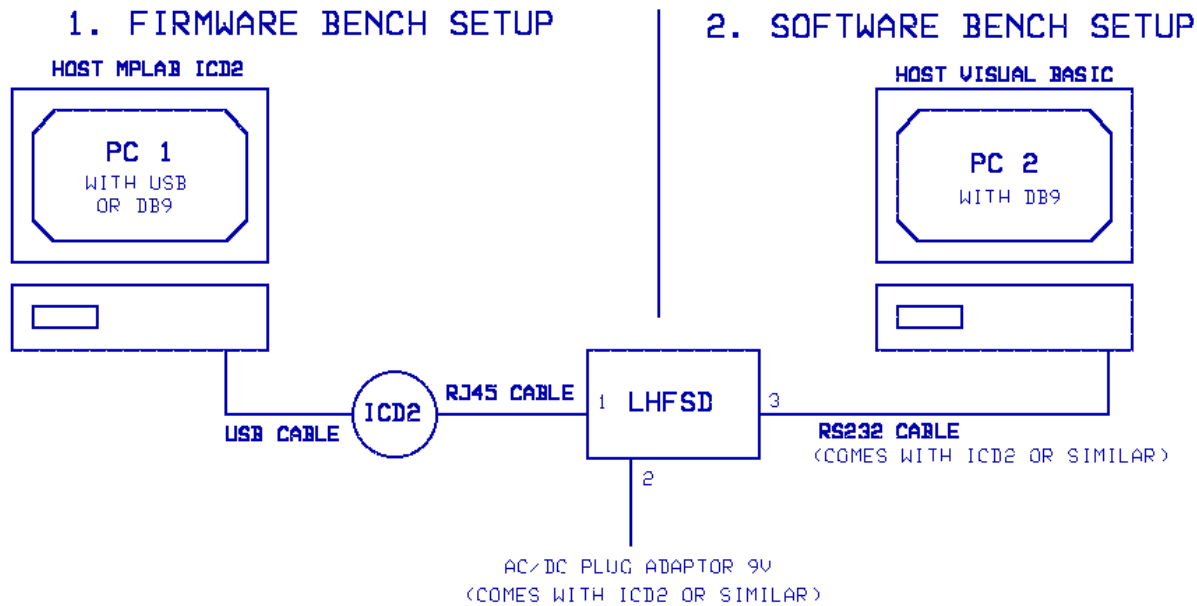 1. FIRMWARE BENCH SETUP
2. SOFTWARE BENCH SETUP
HOST MPLAB ICD2
HOST VISUAL BASIC
PC 1
WITH USB
OR DB9
PC 2
WITH DB9
USB CABLE
ICD2
RJ45 CABLE
1
LHFSD
3
RS232 CABLE
(COMES WITH ICD2 OR SIMILAR)
2
AC/DC PLUG ADAPTOR 9V
(COMES WITH ICD2 OR SIMILAR)